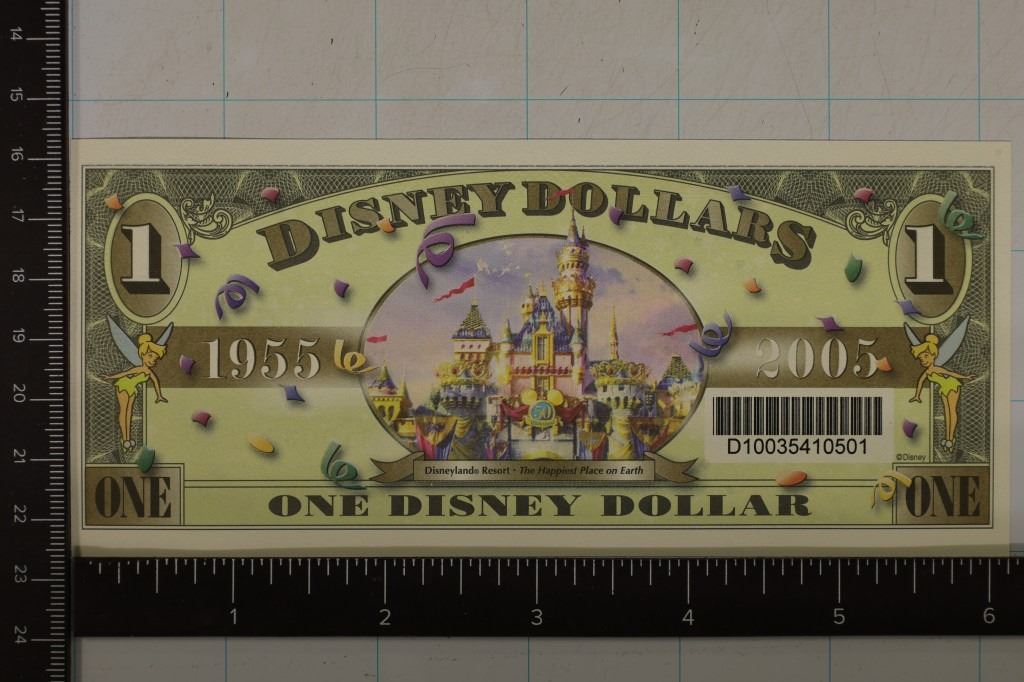 14
15
16
17
18
19
20
21
22
23
24
DISNEY DOLLARS
1 1
1955 2005
50
D10035410501
©Disney
Disneyland® Resort • The Happiest Place on Earth
ONE ONE DISNEY DOLLAR ONE
1 2 3 4 5 6